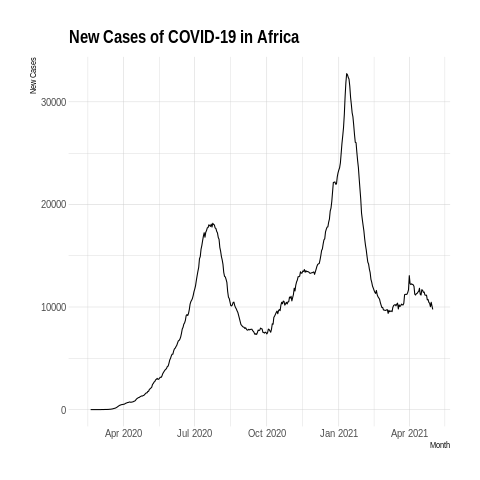 New Cases of COVID-19 in Africa
New Cases
30000
20000
10000
0
Apr 2020 Jul 2020 Oct 2020 Jan 2021 Apr 2021
Month